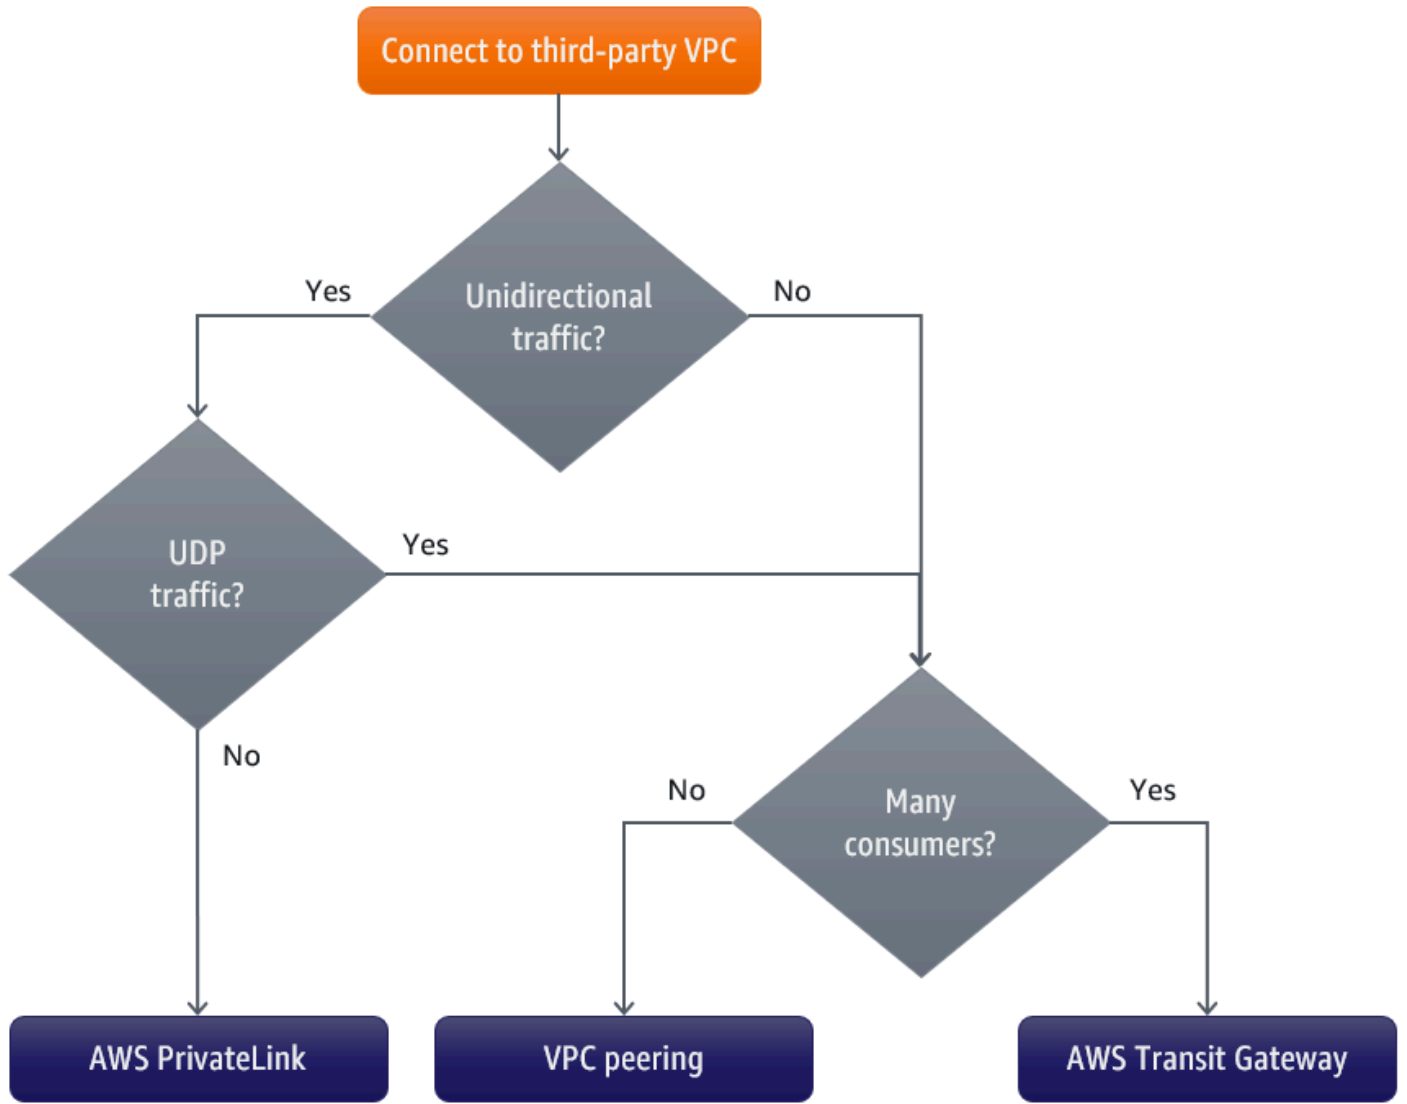 Connect to third-party VPC
Yes
No
Unidirectional
traffic?
UDP
traffic?
Yes
No
No
Yes
Many
consumers?
AWS PrivateLink
VPC peering
AWS Transit Gateway